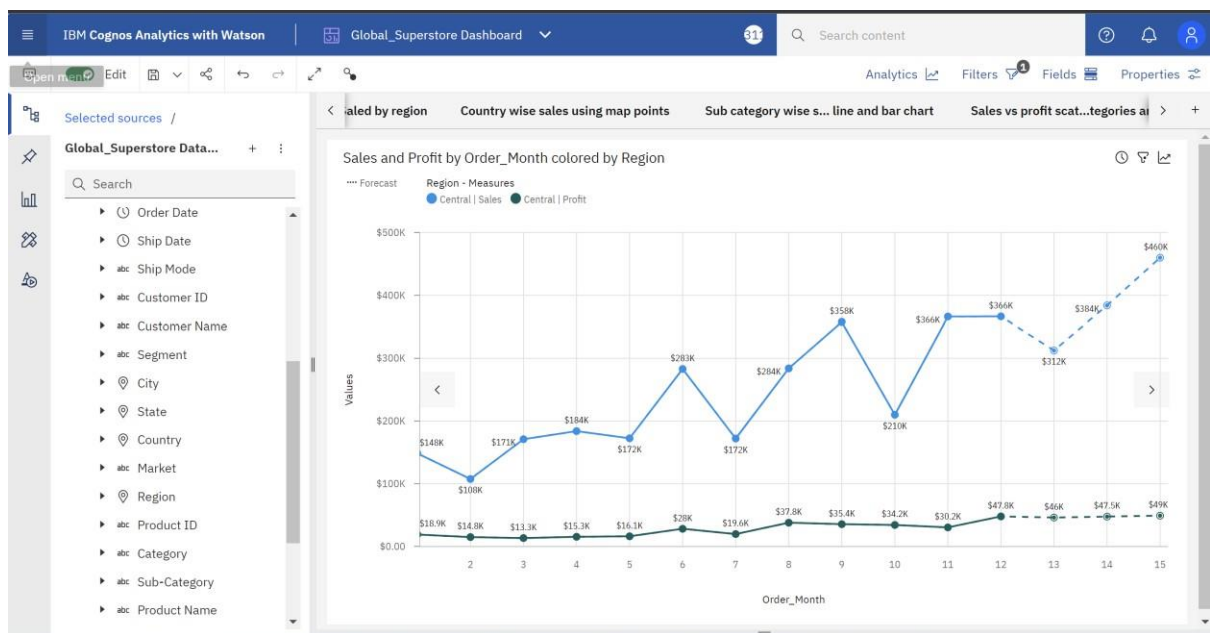 IBM Cognos Analytics with Watson
Global_Superstore Dashboard
Search content
Open menu
Edit
Analytics
Filters
1
Fields
Properties
Selected sources /
Global_Superstore Data...
Search
Order Date
Ship Date
abc Ship Mode
abc Customer ID
abc Customer Name
abc Segment
City
State
Country
abc Market
Region
abc Product ID
abc Category
abc Sub-Category
abc Product Name
aled by region
Country wise sales using map points
Sub category wise s... line and bar chart
Sales vs profit scat...tegories a
Sales and Profit by Order_Month colored by Region
Forecast
Region - Measures
Central | Sales
Central | Profit
Values
$500K
$400K
$300K
$200K
$100K
$0.00
$148K
$108K
$171K
$184K
$172K
$283K
$172K
$284K
$358K
$210K
$366K
$366K
$312K
$384K
$460K
$18.9K
$14.8K
$13.3K
$15.3K
$16.1K
$28K
$19.6K
$37.8K
$35.4K
$34.2K
$30.2K
$47.8K
$46K
$47.5K
$49K
2 3 4 5 6 7 8 9 10 11 12 13 14 15
Order_Month